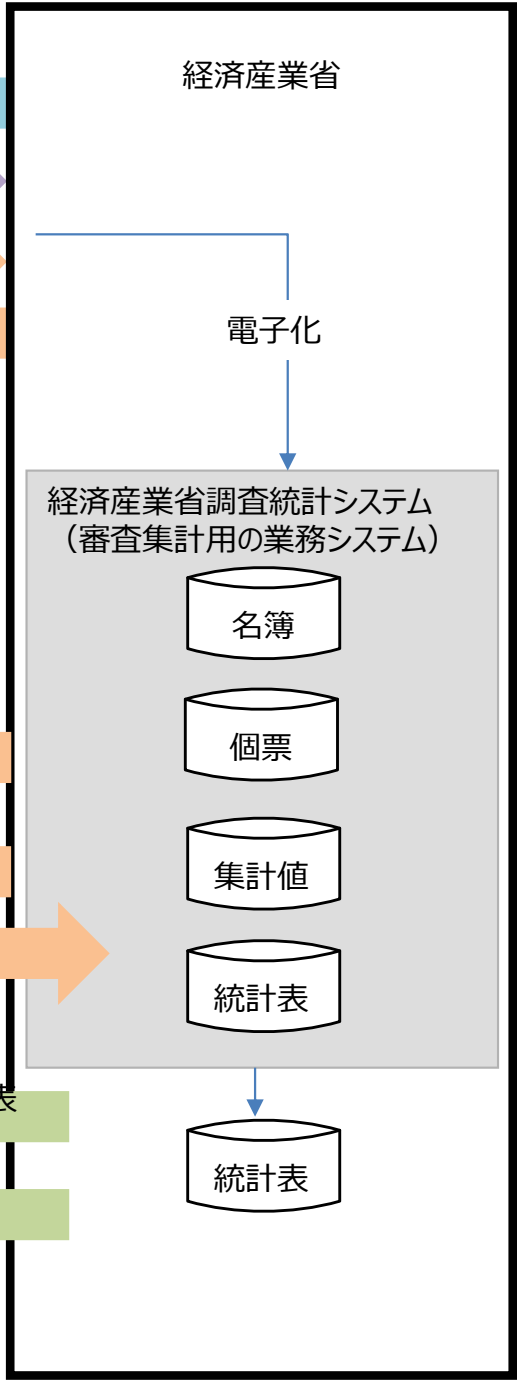 経済産業省
電子化
経済産業省調査統計システム
（審査集計用の業務システム）
名簿
個票
集計値
統計表
表
統計表